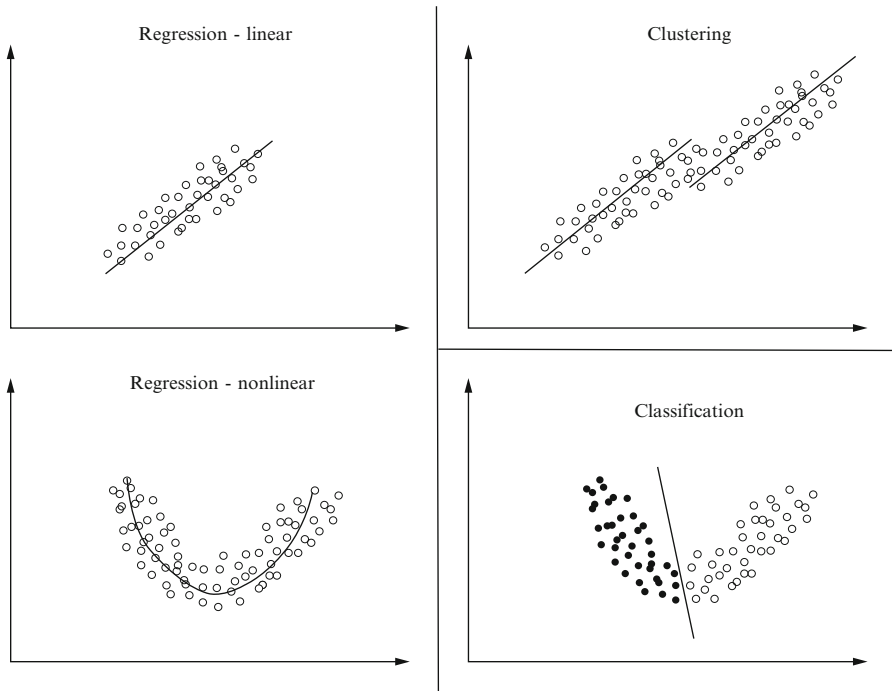 Regression - linear
Clustering
Regression - nonlinear
Classification